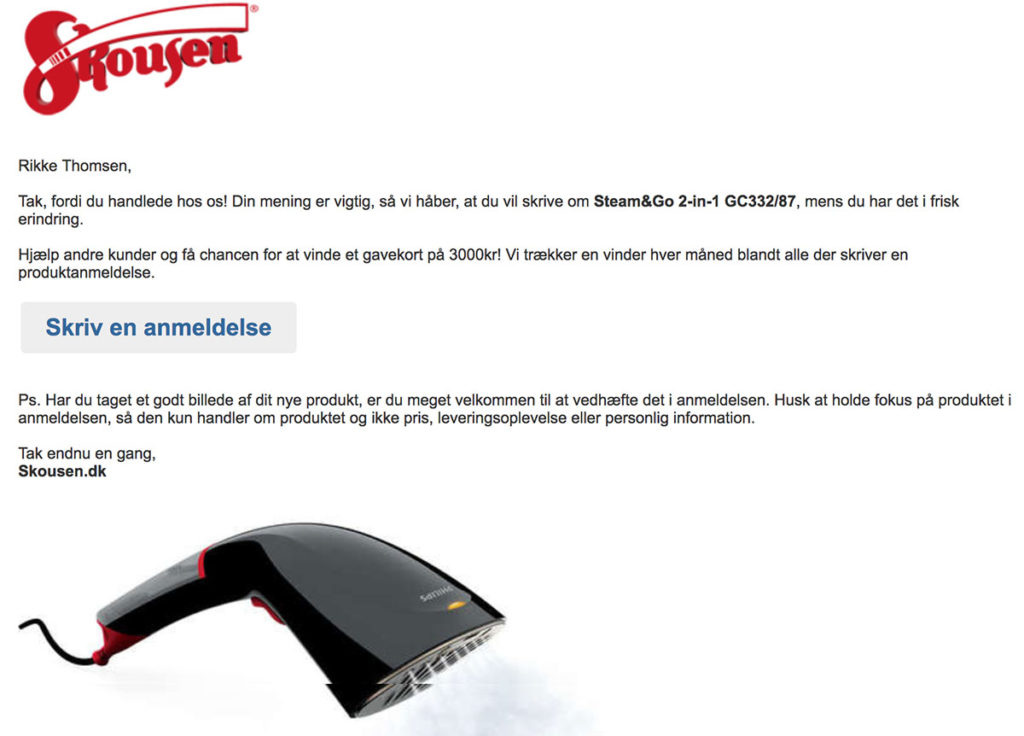 Skousen®
Rikke Thomsen,
Tak, fordi du handlede hos os! Din mening er vigtig, så vi håber, at du vil skrive om Steam&Go 2-in-1 GC332/87, mens du har det i frisk
erindring.
Hjælp andre kunder og få chancen for at vinde et gavekort på 3000kr! Vi trækker en vinder hver måned blandt alle der skriver en
produktanmeldelse.
Skriv en anmeldelse
Ps. Har du taget et godt billede af dit nye produkt, er du meget velkommen til at vedhæfte det i anmeldelsen. Husk at holde fokus på produktet i
anmeldelsen, så den kun handler om produktet og ikke pris, leveringsoplevelse eller personlig information.
Tak endnu en gang,
Skousen.dk
PHILIPS